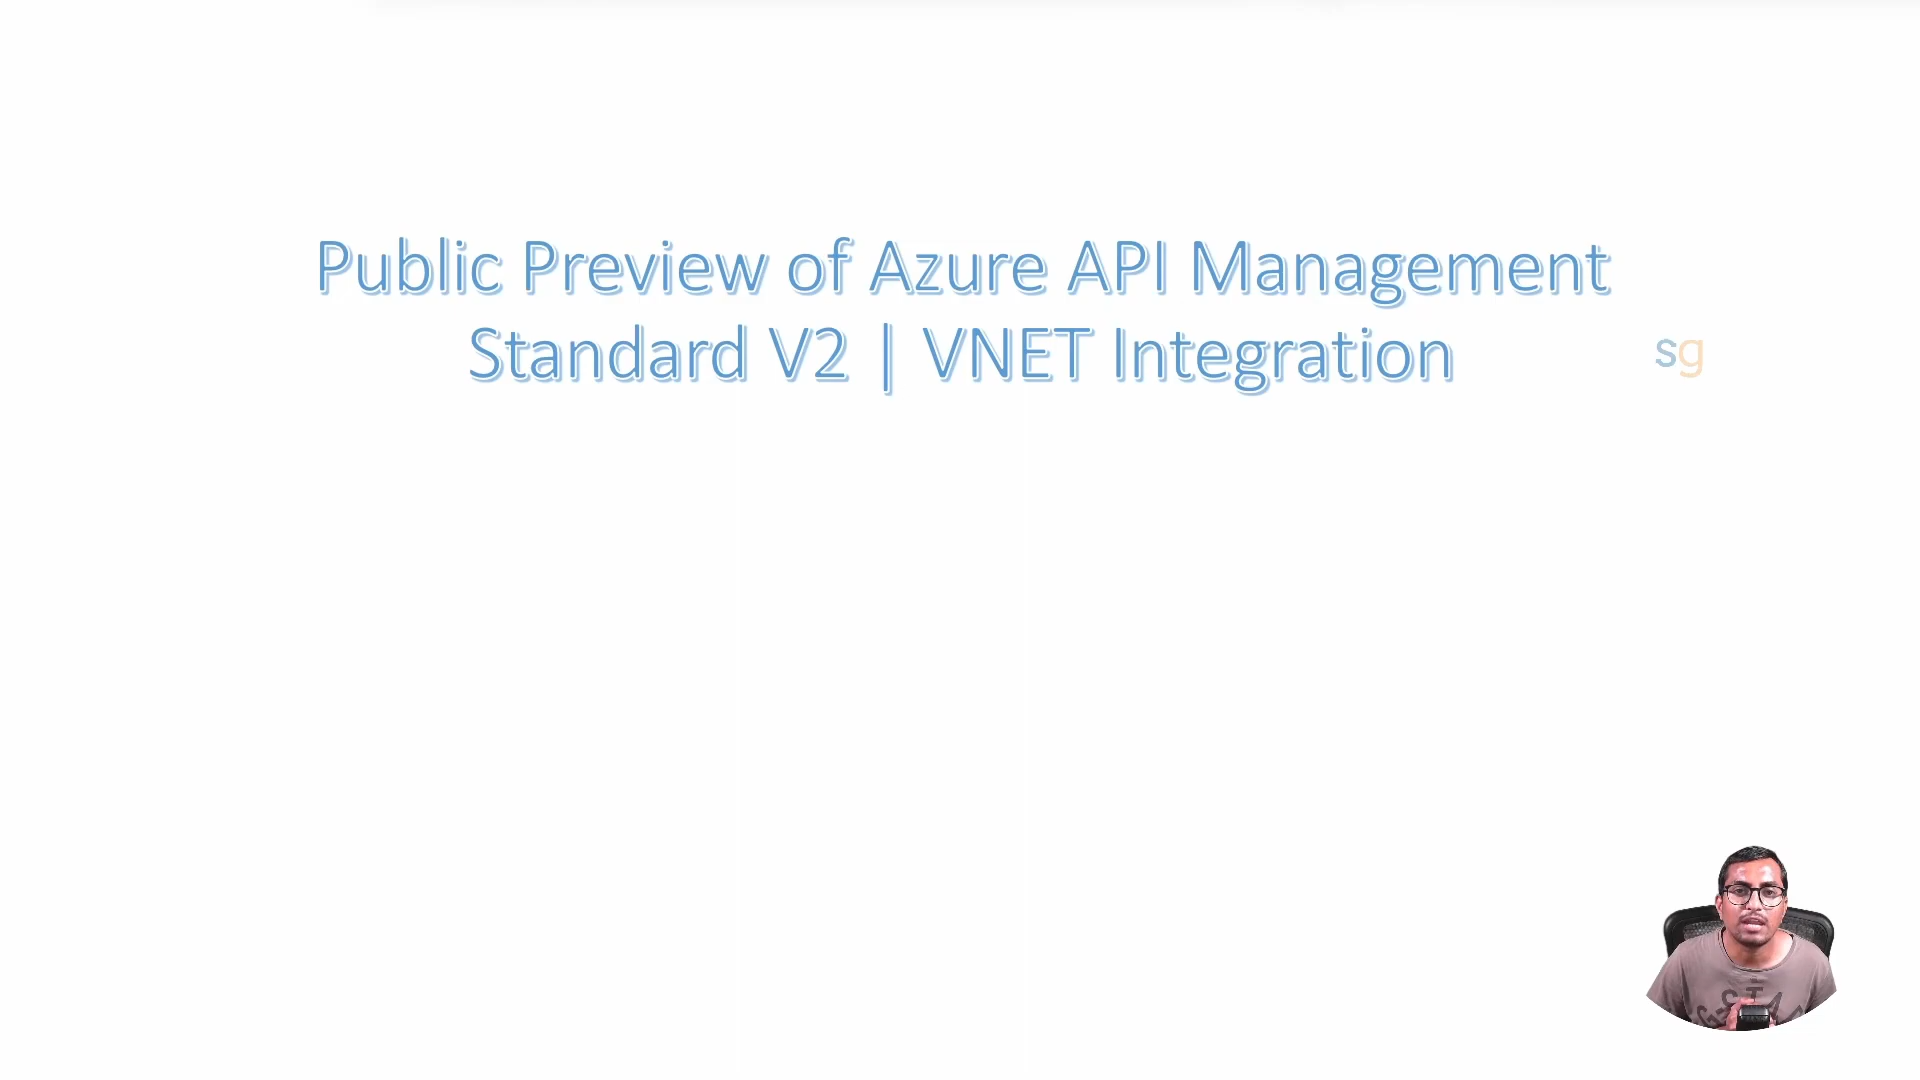 Public Preview of Azure API Management
Standard V2 | VNET Integration
sg